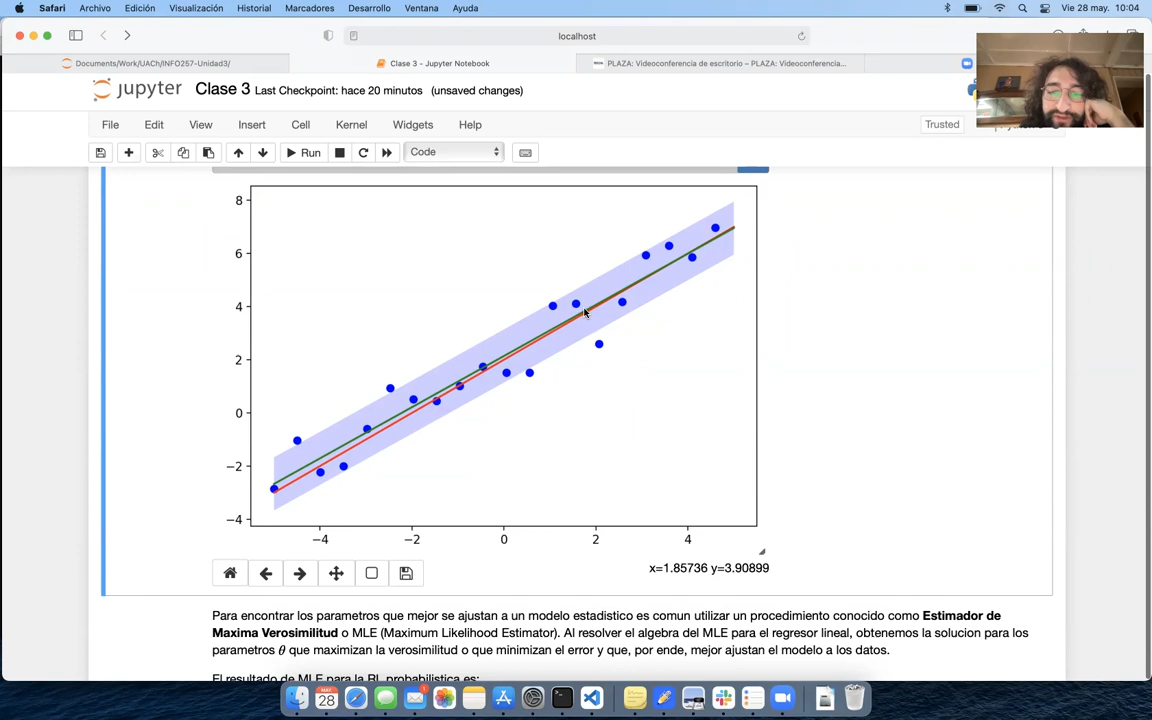 Safari Archivo Edición Visualización Historial Marcadores Desarrollo Ventana Ayuda Vie 28 may. 10:04
localhost
Documents/Work/UACh/INFO257-Unidad3/ Clase 3 - Jupyter Notebook PLAZA: Videoconferencia de escritorio – PLAZA: Videoconferencia...
jupyter Clase 3 Last Checkpoint: hace 20 minutos (unsaved changes)
File Edit View Insert Cell Kernel Widgets Help Trusted
Run Code
8
6
4
2
0
−2
−4
−4 −2 0 2 4
x=1.85736 y=3.90899
Para encontrar los parametros que mejor se ajustan a un modelo estadistico es comun utilizar un procedimiento conocido como Estimador de
Maxima Verosimilitud o MLE (Maximum Likelihood Estimator). Al resolver el algebra del MLE para el regresor lineal, obtenemos la solucion para los
parametros θ que maximizan la verosimilitud o que minimizan el error y que, por ende, mejor ajustan el modelo a los datos.
El resultado de MLE para la RL probabilistica es:
MAY.
28
1